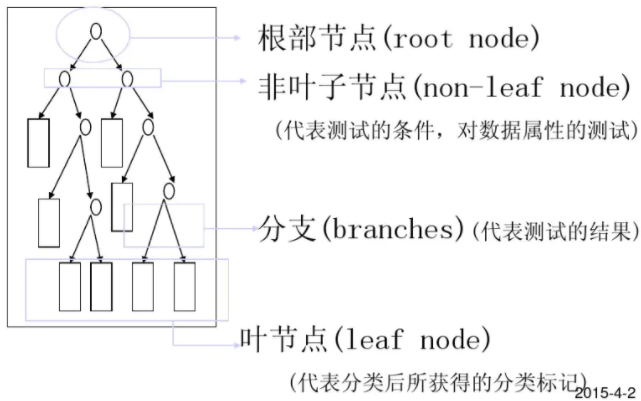 根部节点(root node)
非叶子节点(non-leaf node)
(代表测试的条件，对数据属性的测试)
分支(branches)(代表测试的结果)
叶节点(leaf node)
(代表分类后所获得的分类标记)
2015-4-2